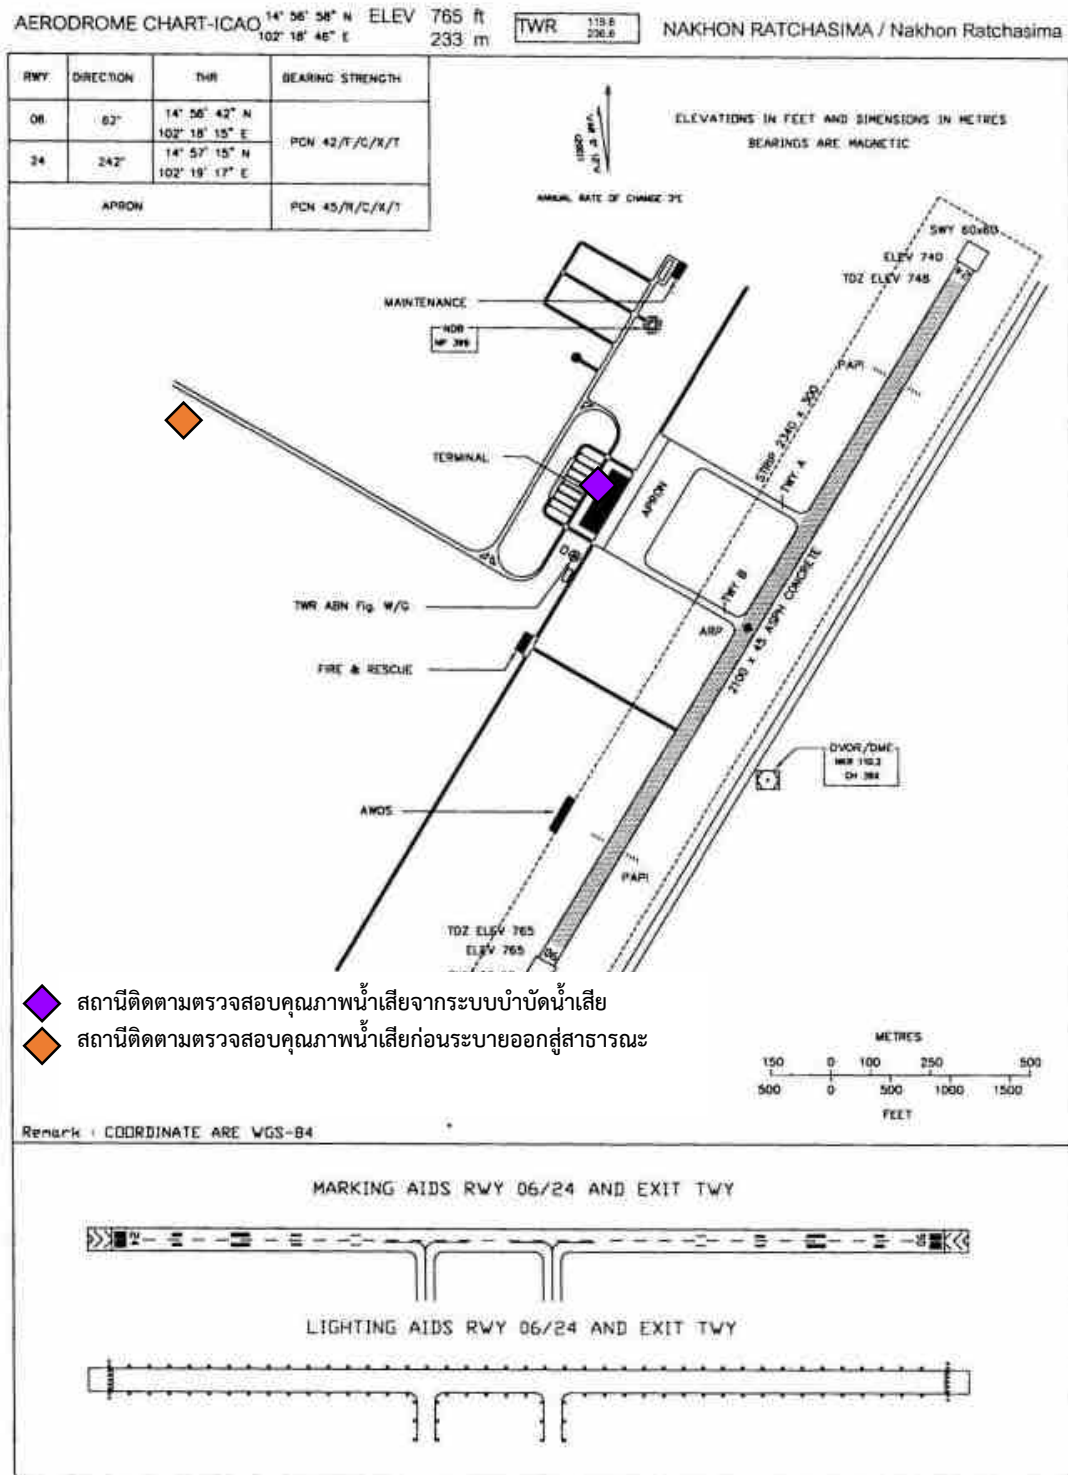 AERODROME CHART-ICAO
14° 56' 58" N
102° 18' 46" E
ELEV 765 ft
233 m
TWR
118.6
236.6
NAKHON RATCHASIMA / Nakhon Ratchasima
RWY DIRECTION THR BEARING STRENGTH
06 62° 14° 56' 42" N
102° 18' 15" E
PCN 42/F/C/X/T
24 242° 14° 57' 15" N
102° 19' 17" E
APRON PCN 45/R/C/X/T
ANNUAL RATE OF CHANGE 2'E
ELEVATIONS IN FEET AND DIMENSIONS IN METRES
BEARINGS ARE MAGNETIC
SWY 60x60
ELEV 740
TDZ ELEV 748
24
MAINTENANCE
NDB
PAPI
STRIP 2340 x 300
TWY A
TERMINAL
APRON
TWY B
TWR ABN Flg. W/G
ARP
2100 x 45 ASPH CONCRETE
FIRE & RESCUE
DVOR/DME
AWOS
PAPI
TDZ ELEV 765
ELEV 765
06
สถานีติดตามตรวจสอบคุณภาพน้ำเสียจากระบบบำบัดน้ำเสีย
สถานีติดตามตรวจสอบคุณภาพน้ำเสียก่อนระบายออกสู่สาธารณะ
METRES
150 0 100 250 500
500 0 500 1000 1500
FEET
Remark : COORDINATE ARE WGS-84
MARKING AIDS RWY 06/24 AND EXIT TWY
24
06
LIGHTING AIDS RWY 06/24 AND EXIT TWY